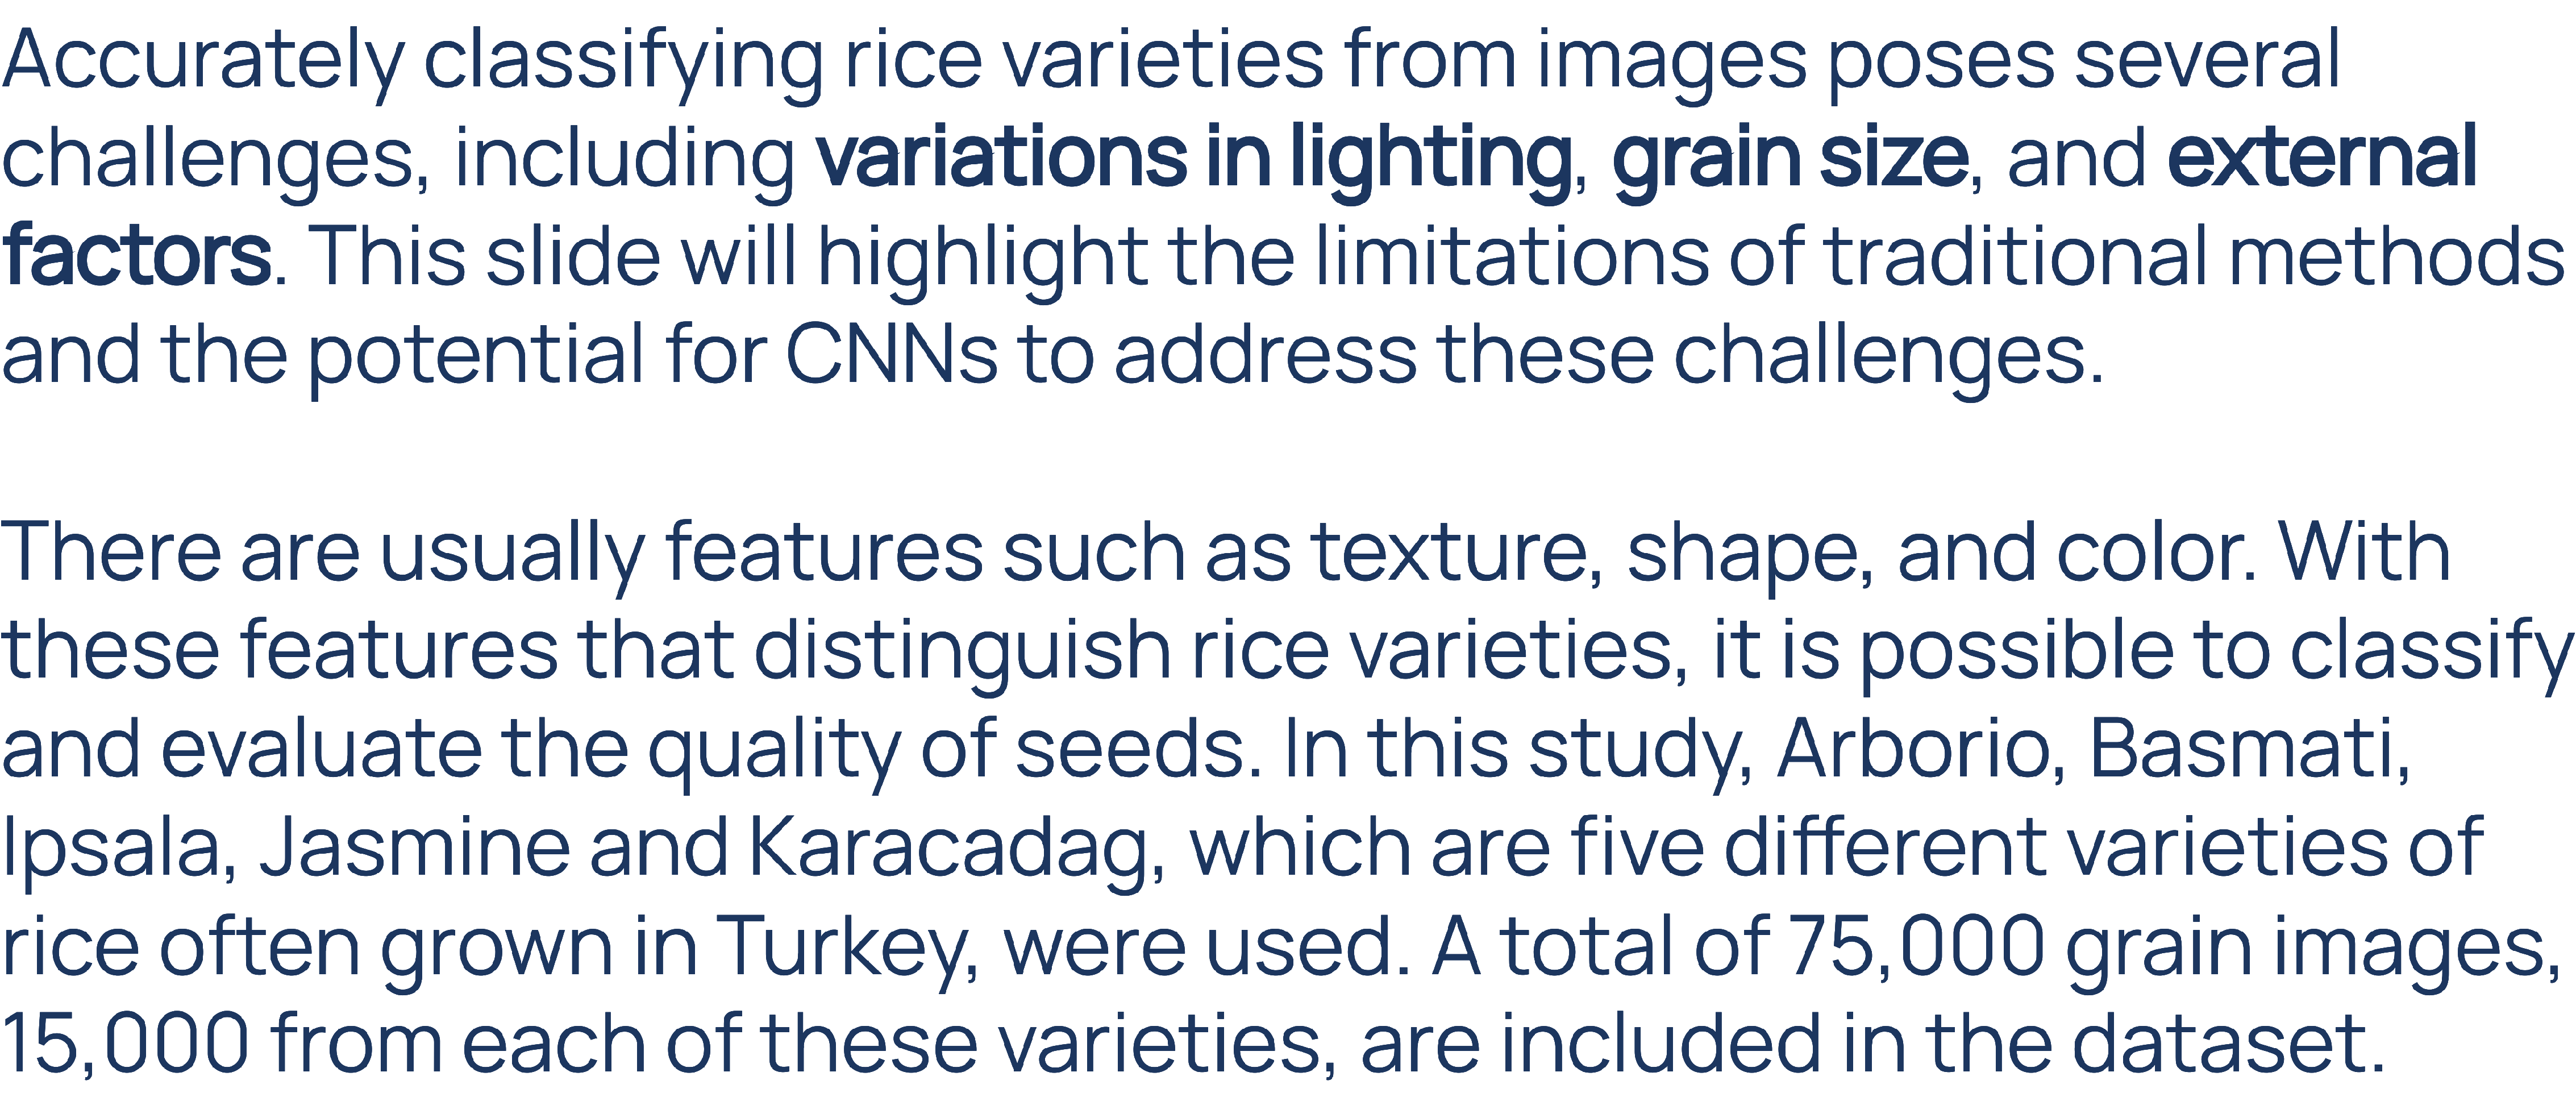 Accurately classifying rice varieties from images poses several
challenges, including variations in lighting, grain size, and external
factors. This slide will highlight the limitations of traditional methods
and the potential for CNNs to address these challenges.
There are usually features such as texture, shape, and color. With
these features that distinguish rice varieties, it is possible to classify
and evaluate the quality of seeds. In this study, Arborio, Basmati,
Ipsala, Jasmine and Karacadag, which are five different varieties of
rice often grown in Turkey, were used. A total of 75,000 grain images,
15,000 from each of these varieties, are included in the dataset.